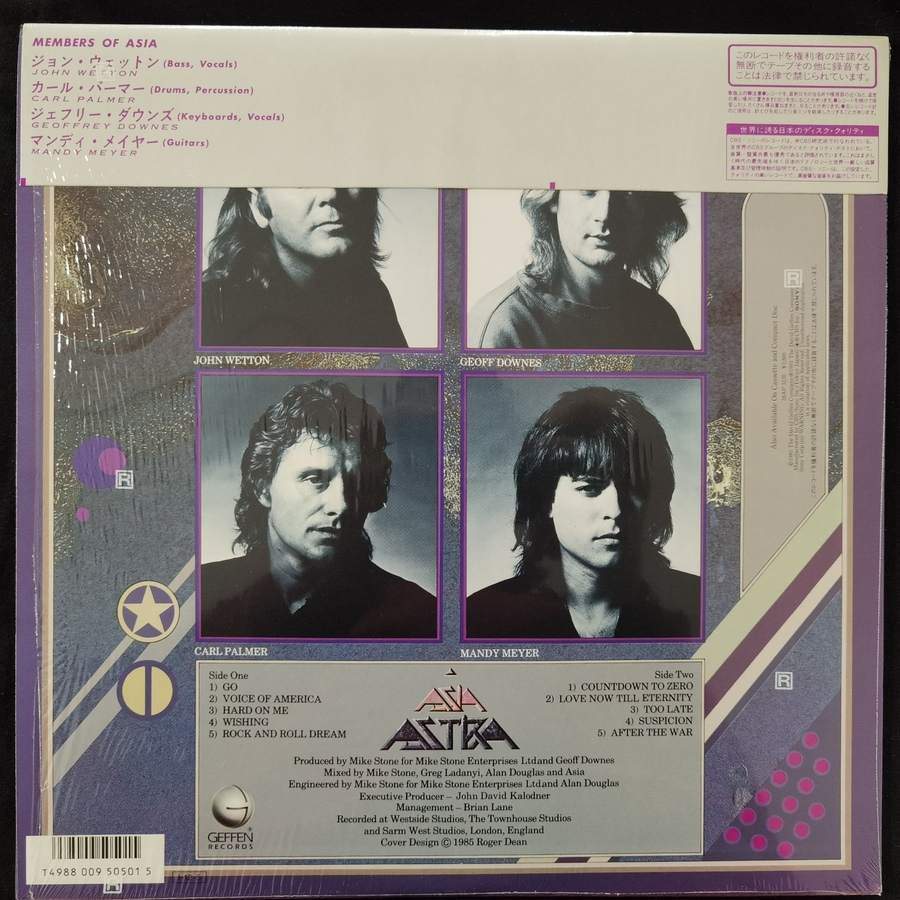 MEMBERS OF ASIA
ジョン・ウェットン (Bass, Vocals)
JOHN WETTON
カール・パーマー (Drums, Percussion)
CARL PALMER
ジェフリー・ダウンズ (Keyboards, Vocals)
GEOFFREY DOWNES
マンディ・メイヤー (Guitars)
MANDY MEYER
このレコードを権利者の許諾なく
無断でテープその他に録音する
ことは法律で禁じられています。
世界に誇る日本のディスク・クォリティ
JOHN WETTON
GEOFF DOWNES
Also Available On Cassette and Compact Disc
R
R
R
CARL PALMER
MANDY MEYER
Side One
1) GO
2) VOICE OF AMERICA
3) HARD ON ME
4) WISHING
5) ROCK AND ROLL DREAM
ASIA
ASTRA
Side Two
1) COUNTDOWN TO ZERO
2) LOVE NOW TILL ETERNITY
3) TOO LATE
4) SUSPICION
5) AFTER THE WAR
Produced by Mike Stone for Mike Stone Enterprises Ltd.and Geoff Downes
Mixed by Mike Stone, Greg Ladanyi, Alan Douglas and Asia
Engineered by Mike Stone for Mike Stone Enterprises Ltd.and Alan Douglas
Executive Producer – John David Kalodner
Management – Brian Lane
Recorded at Westside Studios, The Townhouse Studios
and Sarm West Studios, London, England
Cover Design © 1985 Roger Dean
GEFFEN
RECORDS
T4988 009 50501 5